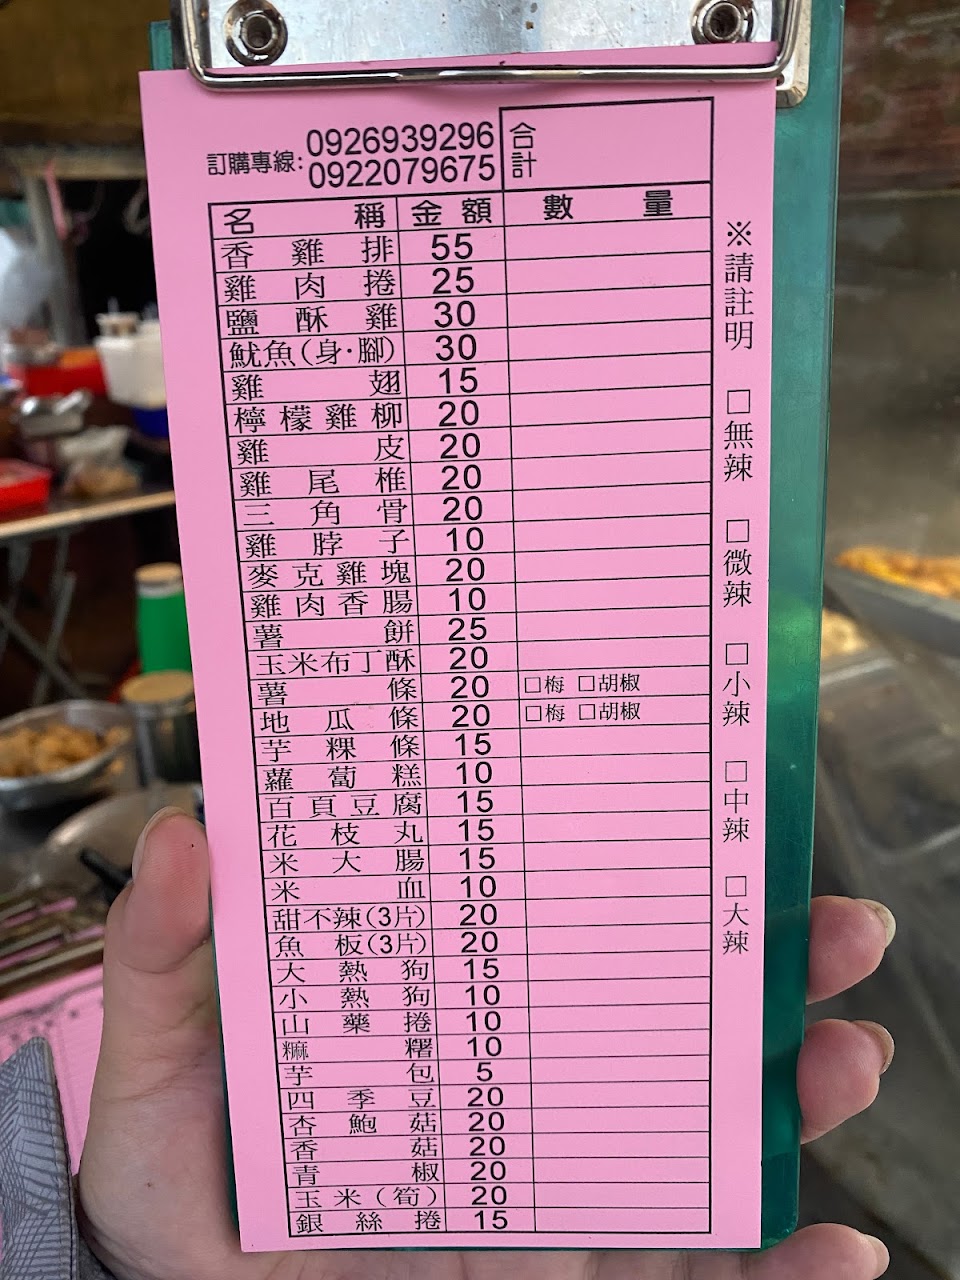 訂購專線: 0926939296
0922079675
合計
名稱 金額 數量
香雞排 55
雞肉捲 25
鹽酥雞 30
魷魚(身·腳) 30
雞翅 15
檸檬雞柳 20
雞皮 20
雞尾椎 20
三角骨 20
雞脖子 10
麥克雞塊 20
雞肉香腸 10
薯餅 25
玉米布丁酥 20
薯條 20 □梅 □胡椒
地瓜條 20 □梅 □胡椒
芋粿條 15
蘿蔔糕 10
百頁豆腐 15
花枝丸 15
米大腸 15
米血 10
甜不辣(3片) 20
魚板(3片) 20
大熱狗 15
小熱狗 10
山藥捲 10
糍糬 10
芋包 5
四季豆 20
杏鮑菇 20
香菇 20
青椒 20
玉米(筍) 20
銀絲捲 15
※請註明 □無辣 □微辣 □小辣 □中辣 □大辣